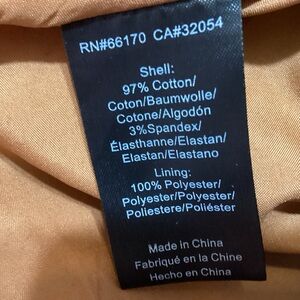 RN#66170 CA#32054
Shell:
97% Cotton/
Coton/Baumwolle/
Cotone/Algodón
3%Spandex/
Élasthanne/Elastan/
Elastan/Elastano
Lining:
100% Polyester/
Polyester/Polyester/
Poliestere/Poliéster
Made in China
Fabriqué en la Chine
Hecho en China